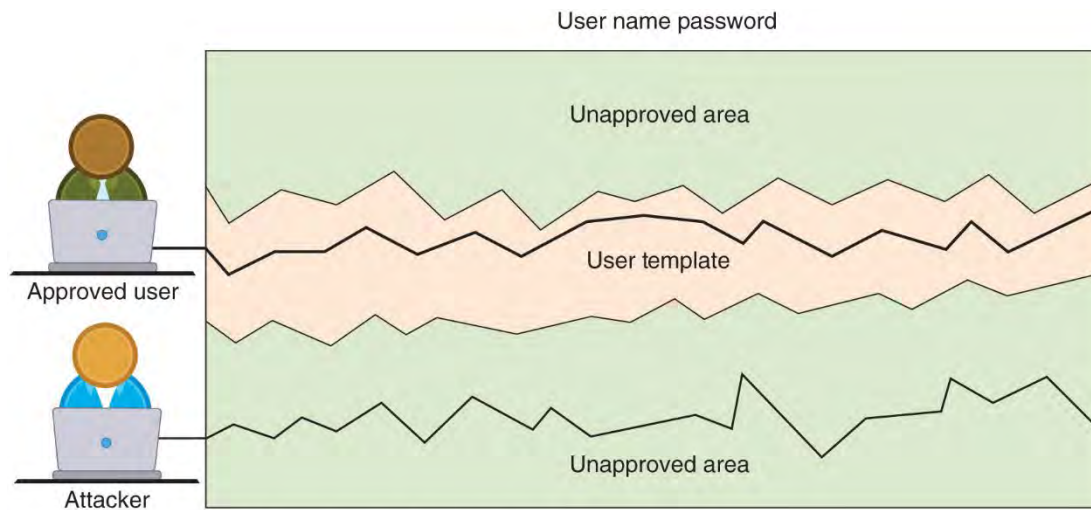 User name password
Unapproved area
User template
Approved user
Unapproved area
Attacker